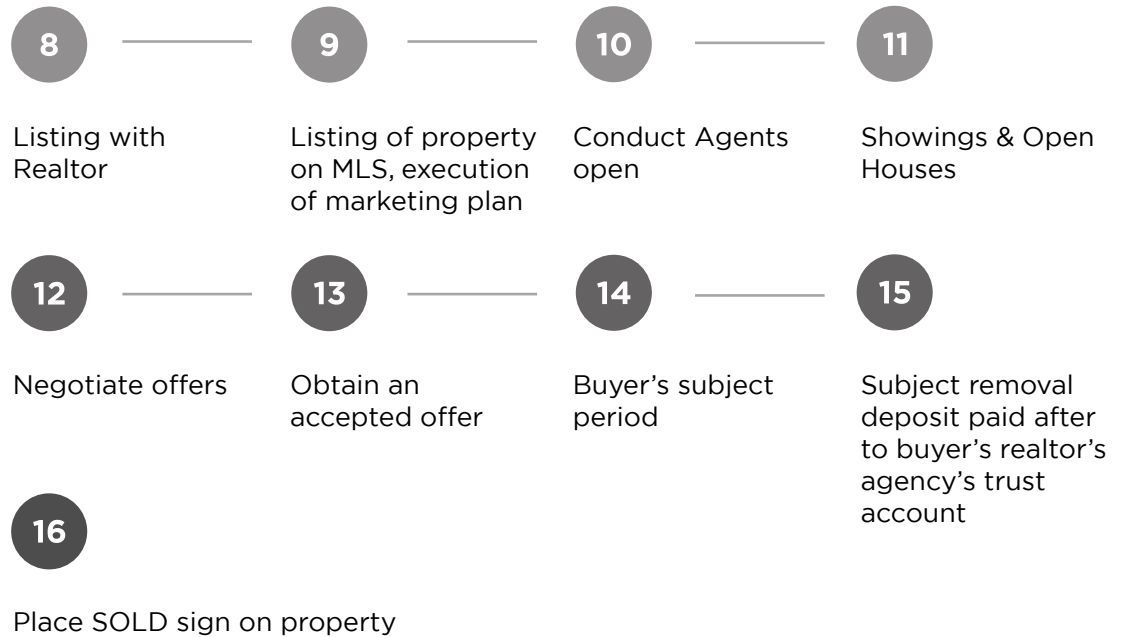 8
Listing with
Realtor
9
Listing of property
on MLS, execution
of marketing plan
10
Conduct Agents
open
11
Showings & Open
Houses
12
Negotiate offers
13
Obtain an
accepted offer
14
Buyer’s subject
period
15
Subject removal
deposit paid after
to buyer’s realtor’s
agency’s trust
account
16
Place SOLD sign on property